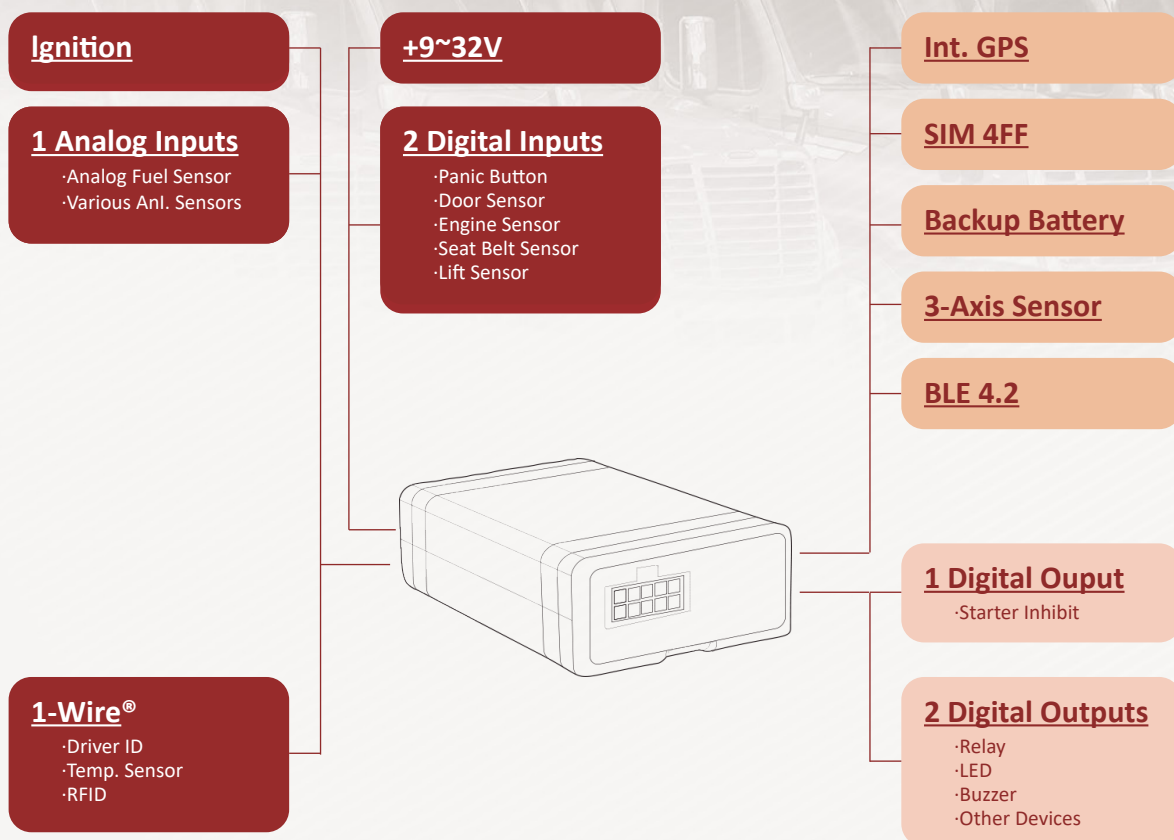 Ignition
1 Analog Inputs
·Analog Fuel Sensor
·Various Anl. Sensors
+9~32V
2 Digital Inputs
·Panic Button
·Door Sensor
·Engine Sensor
·Seat Belt Sensor
·Lift Sensor
Int. GPS
SIM 4FF
Backup Battery
3-Axis Sensor
BLE 4.2
1 Digital Ouput
·Starter Inhibit
1-Wire®
·Driver ID
·Temp. Sensor
·RFID
2 Digital Outputs
·Relay
·LED
·Buzzer
·Other Devices